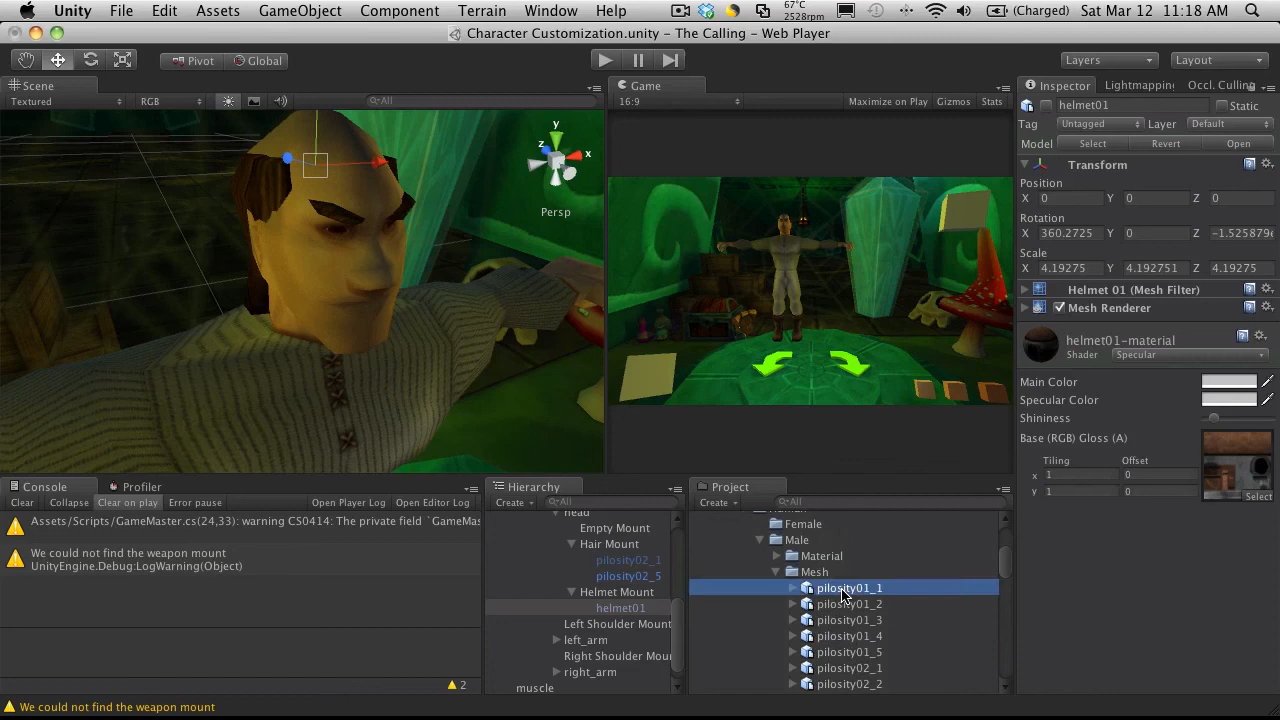 Unity File Edit Assets GameObject Component Terrain Window Help 67°C 2528rpm (Charged) Sat Mar 12 11:18 AM
Character Customization.unity – The Calling – Web Player
Pivot Global Layers Layout
Scene
Textured RGB All
y
z
x
Persp
Game
16:9 Maximize on Play Gizmos Stats
Inspector Lightmapping Occl. Culling
helmet01 Static
Tag Untagged Layer Default
Model Select Revert Open
Transform
Position
X 0 Y 0 Z 0
Rotation
X 360.2725 Y 0 Z -1.525879e
Scale
X 4.19275 Y 4.192751 X 4.19275
Helmet 01 (Mesh Filter)
Mesh Renderer
helmet01-material
Shader Specular
Main Color
Specular Color
Shininess
Base (RGB) Gloss (A)
Tiling Offset
x 1 0
y 1 0
Select
Console Profiler
Clear Collapse Clear on play Error pause Open Player Log Open Editor Log
Assets/Scripts/GameMaster.cs(24,33): warning CS0414: The private field `GameMas
We could not find the weapon mount
UnityEngine.Debug:LogWarning(Object)
2
We could not find the weapon mount
Hierarchy
Create All
head
Empty Mount
Hair Mount
pilosity02_1
pilosity02_5
Helmet Mount
helmet01
Left Shoulder Mount
left_arm
Right Shoulder Mou
right_arm
muscle
Project
Create All
Human
Female
Male
Material
Mesh
pilosity01_1
pilosity01_2
pilosity01_3
pilosity01_4
pilosity01_5
pilosity02_1
pilosity02_2